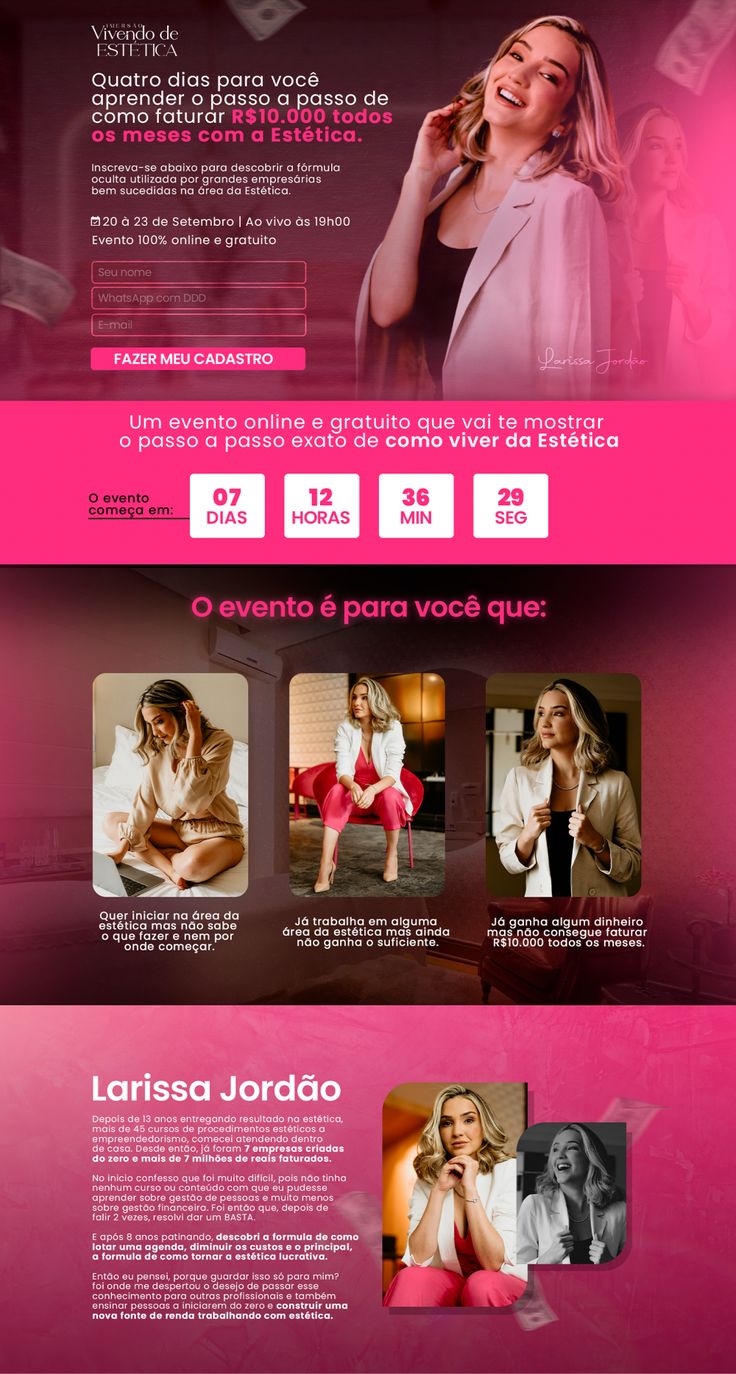 IMERSÃO
Vivendo de
ESTÉTICA
Quatro dias para você
aprender o passo a passo de
como faturar R$10.000 todos
os meses com a Estética.
Inscreva-se abaixo para descobrir a fórmula
oculta utilizada por grandes empresárias
bem sucedidas na área da Estética.
20 à 23 de Setembro | Ao vivo às 19h00
Evento 100% online e gratuito
Seu nome
WhatsApp com DDD
E-mail
FAZER MEU CADASTRO
Larissa Jordão
Um evento online e gratuito que vai te mostrar
o passo a passo exato de como viver da Estética
O evento
começa em:
07 DIAS
12 HORAS
36 MIN
29 SEG
O evento é para você que:
Quer iniciar na área da
estética mas não sabe
o que fazer e nem por
onde começar.
Já trabalha em alguma
área da estética mas ainda
não ganha o suficiente.
Já ganha algum dinheiro
mas não consegue faturar
R$10.000 todos os meses.
Larissa Jordão
Depois de 13 anos entregando resultado na estética,
mais de 45 cursos de procedimentos estéticos a
empreendedorismo, comecei atendendo dentro
de casa. Desde então, já foram 7 empresas criadas
do zero e mais de 7 milhões de reais faturados.
No inicio confesso que foi muito difícil, pois não tinha
nenhum curso ou conteúdo com que eu pudesse
aprender sobre gestão de pessoas e muito menos
sobre gestão financeira. Foi então que, depois de
falir 2 vezes, resolvi dar um BASTA.
E após 8 anos patinando, descobri a formula de como
lotar uma agenda, diminuir os custos e o principal,
a formula de como tornar a estética lucrativa.
Então eu pensei, porque guardar isso só para mim?
foi onde me despertou o desejo de passar esse
conhecimento para outras profissionais e também
ensinar pessoas a iniciarem do zero e construir uma
nova fonte de renda trabalhando com estética.